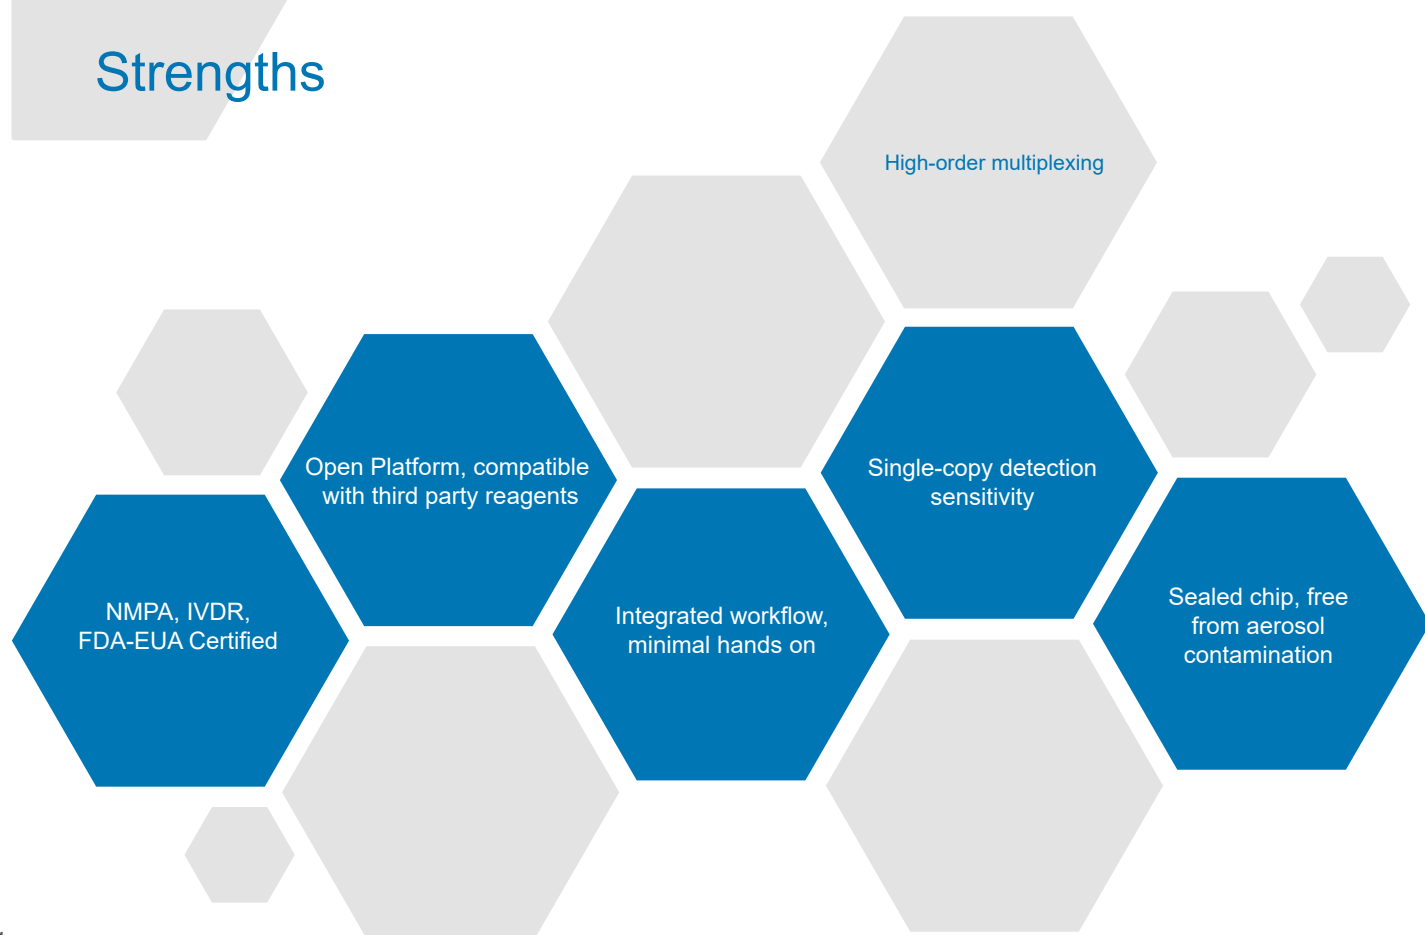 Strengths
High-order multiplexing
Open Platform, compatible
with third party reagents
Single-copy detection
sensitivity
NMPA, IVDR,
FDA-EUA Certified
Integrated workflow,
minimal hands on
Sealed chip, free
from aerosol
contamination